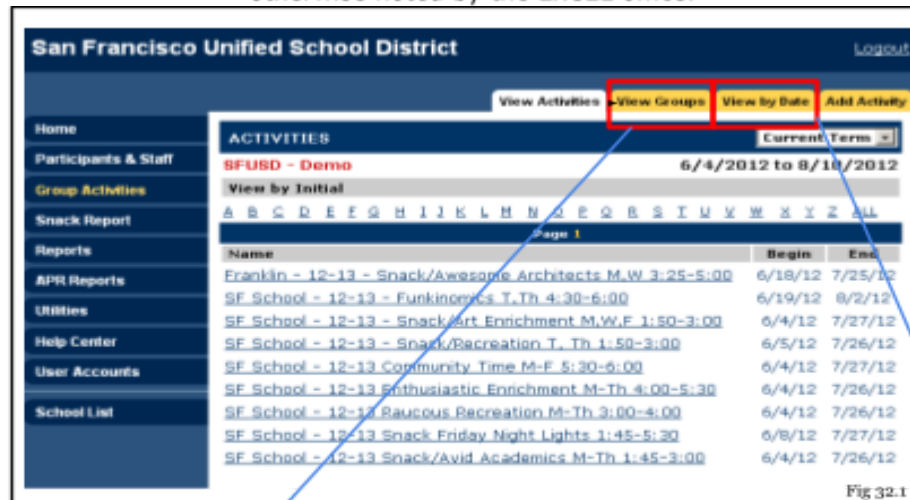 otherwise noted by the ExCEL office.
San Francisco Unified School District
Logout
View Activities View Groups View by Date Add Activity
Home
Participants & Staff
Group Activities
Snack Report
Reports
APR Reports
Utilities
Help Center
User Accounts
School List
ACTIVITIES Current Term
SFUSD - Demo 6/4/2012 to 8/10/2012
View by Initial
A B C D E F G H I J K L M N O P Q R S T U V W X Y Z ALL
Page 1
Name Begin End
Franklin - 12-13 - Snack/Awesome Architects M,W 3:25-5:00 6/18/12 7/25/12
SF School - 12-13 - Funkinomics T,Th 4:30-6:00 6/19/12 8/2/12
SF School - 12-13 - Snack/Art Enrichment M,W,F 1:50-3:00 6/4/12 7/27/12
SF School - 12-13 - Snack/Recreation T, Th 1:50-3:00 6/5/12 7/26/12
SF School - 12-13 Community Time M-F 5:30-6:00 6/4/12 7/27/12
SF School - 12-13 Enthusiastic Enrichment M-Th 4:00-5:30 6/4/12 7/26/12
SF School - 12-13 Raucous Recreation M-Th 3:00-4:00 6/4/12 7/26/12
SF School - 12-13 Snack Friday Night Lights 1:45-5:30 6/8/12 7/27/12
SF School - 12-13 Snack/Avid Academics M-Th 1:45-3:00 6/4/12 7/26/12
Fig 32.1